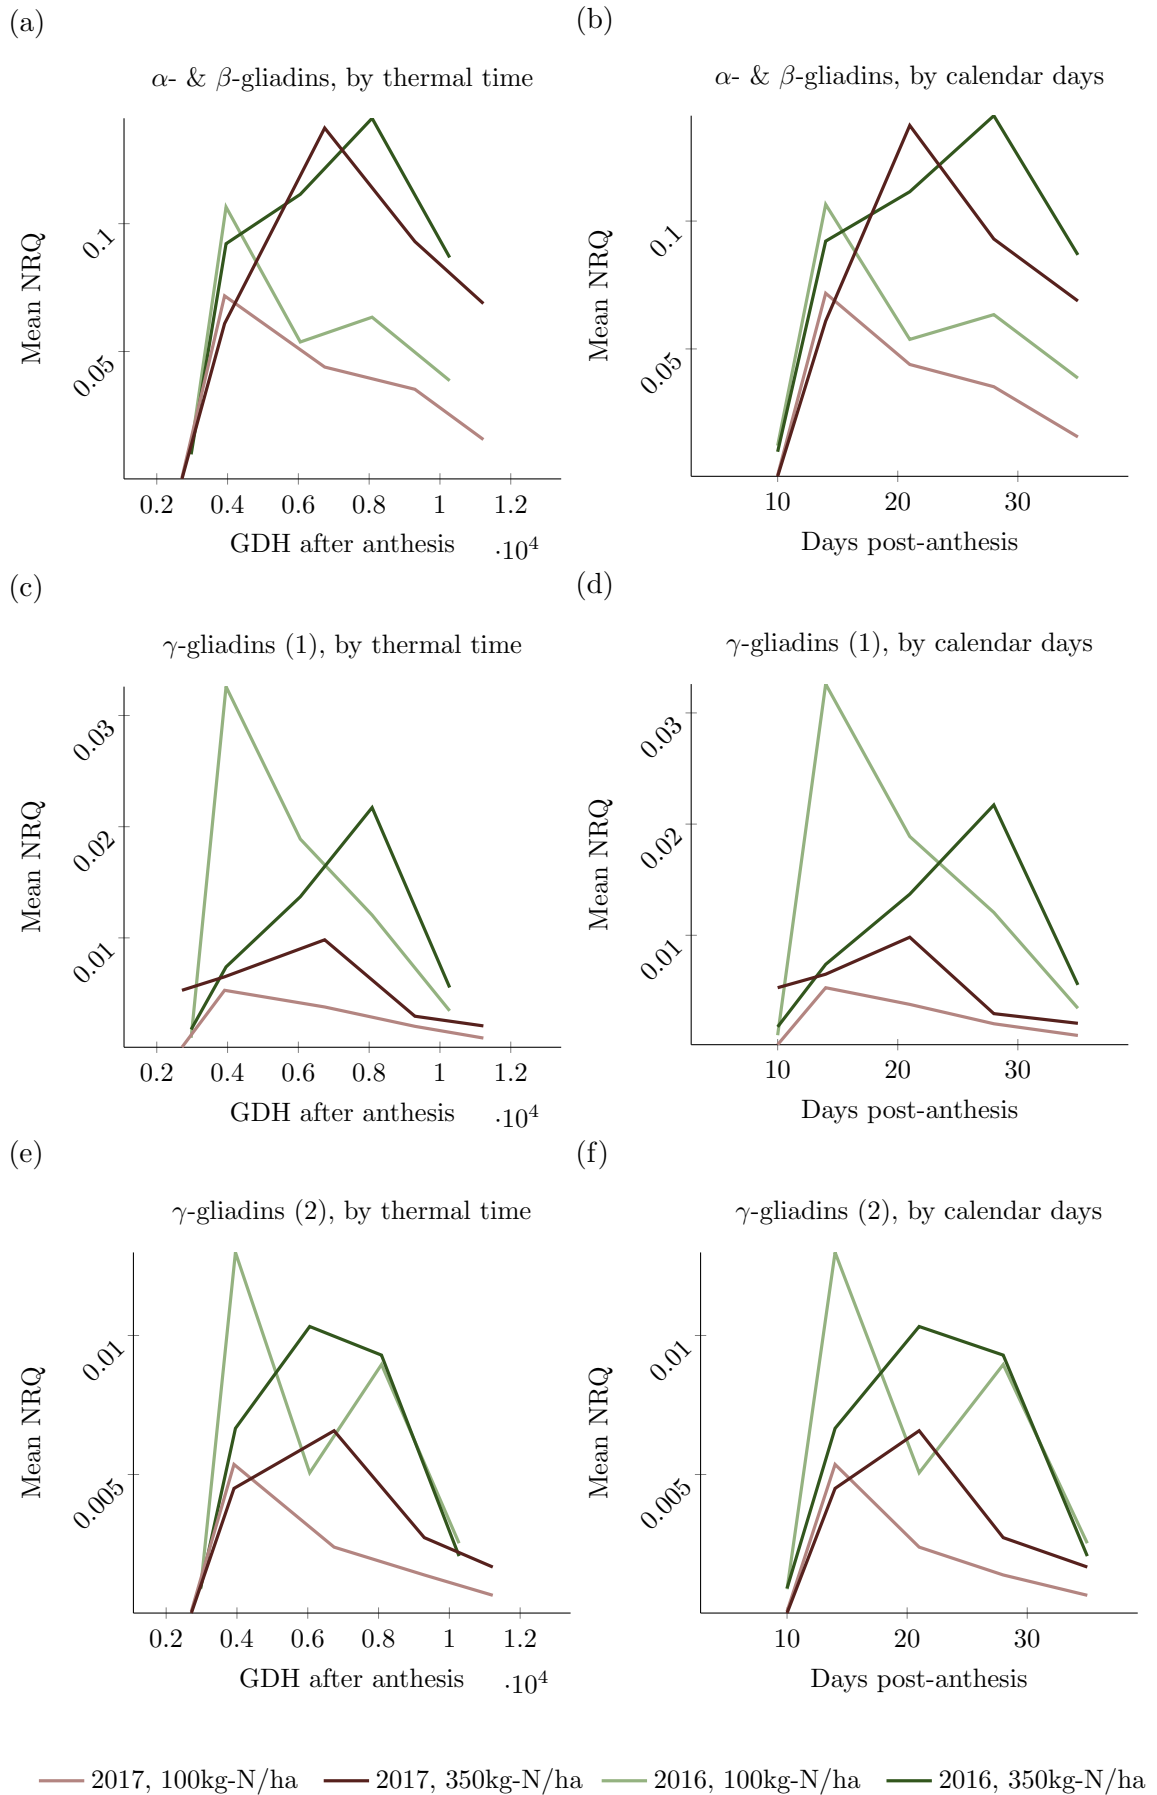 (a)
α- & β-gliadins, by thermal time
Mean NRQ
0.1
0.05
0.2 0.4 0.6 0.8 1 1.2
GDH after anthesis ·10⁴
(b)
α- & β-gliadins, by calendar days
Mean NRQ
0.1
0.05
10 20 30
Days post-anthesis
(c)
γ-gliadins (1), by thermal time
Mean NRQ
0.03
0.02
0.01
0.2 0.4 0.6 0.8 1 1.2
GDH after anthesis ·10⁴
(d)
γ-gliadins (1), by calendar days
Mean NRQ
0.03
0.02
0.01
10 20 30
Days post-anthesis
(e)
γ-gliadins (2), by thermal time
Mean NRQ
0.01
0.005
0.2 0.4 0.6 0.8 1 1.2
GDH after anthesis ·10⁴
(f)
γ-gliadins (2), by calendar days
Mean NRQ
0.01
0.005
10 20 30
Days post-anthesis
2017, 100kg-N/ha 2017, 350kg-N/ha 2016, 100kg-N/ha 2016, 350kg-N/ha